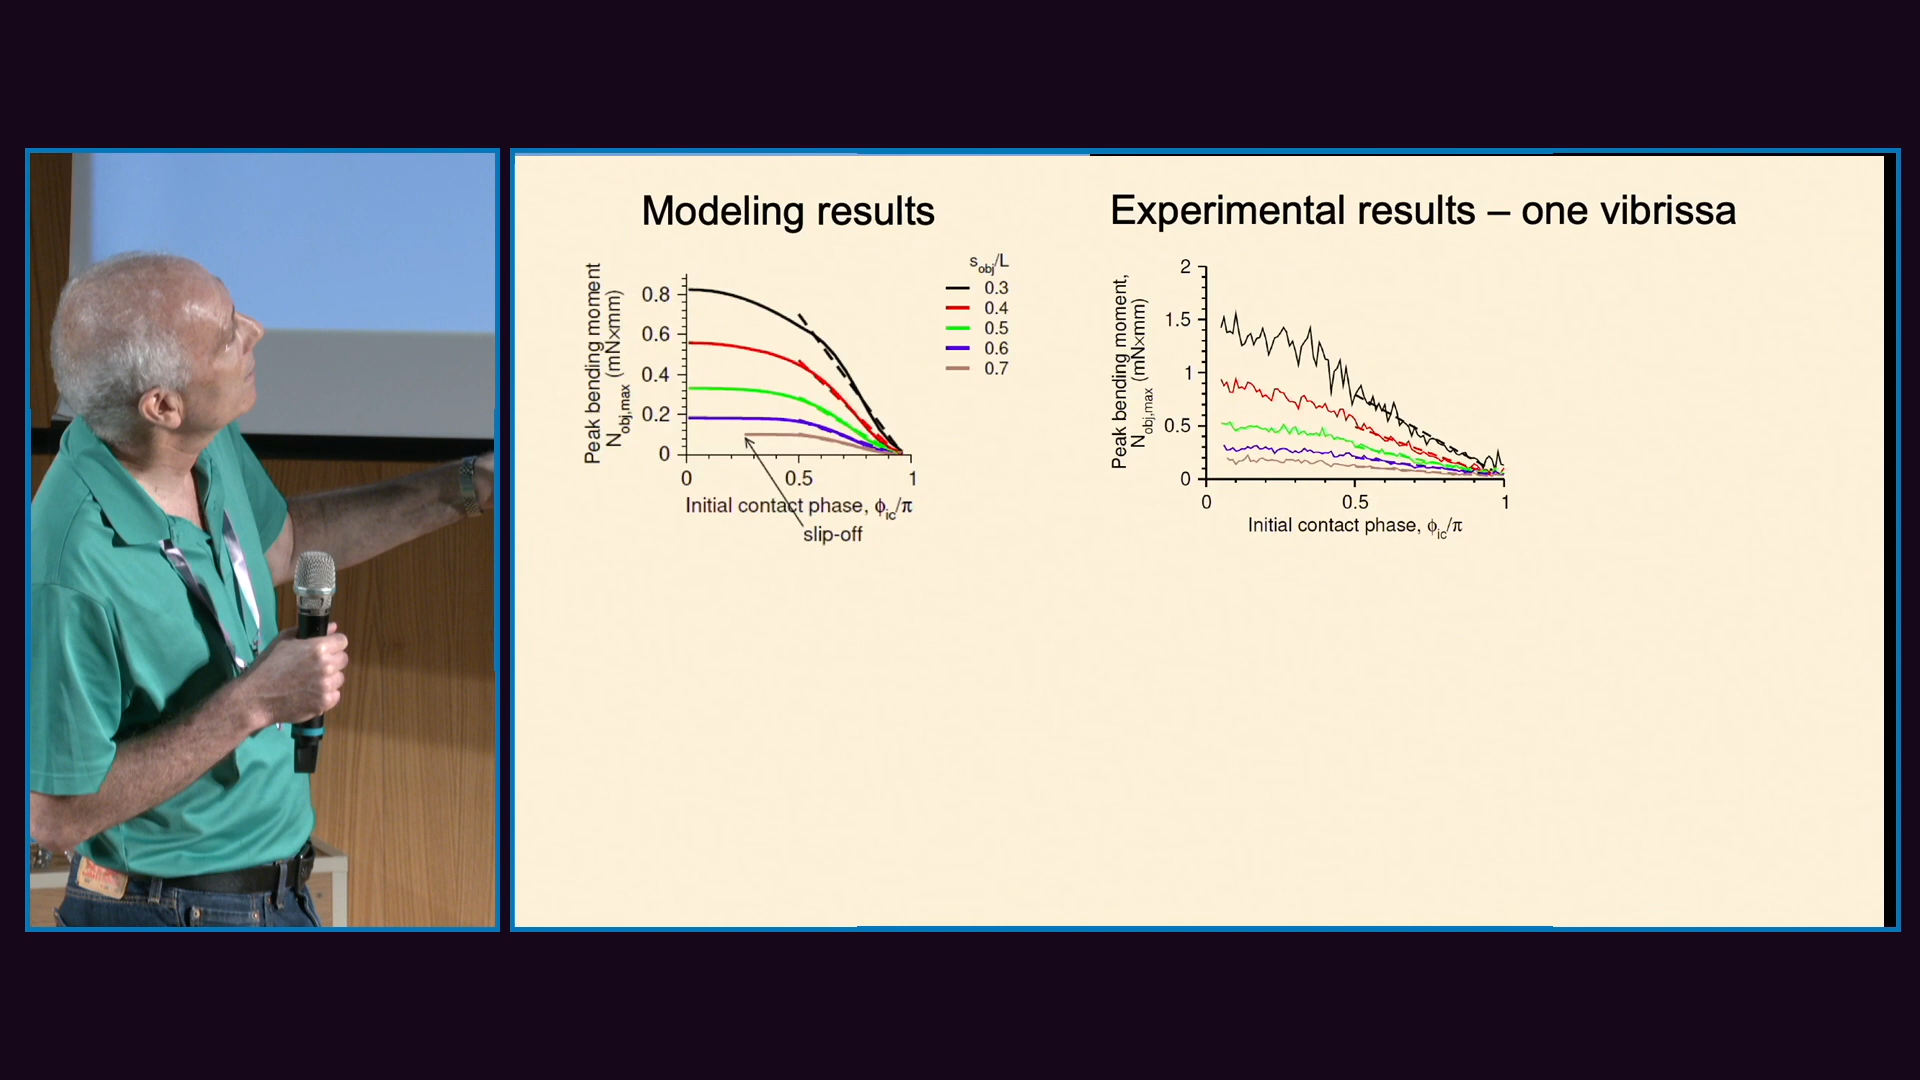 Modeling results
Peak bending moment
N_obj,max (mN×mm)
0.8
0.6
0.4
0.2
0
0 0.5 1
Initial contact phase, ϕ_ic/π
slip-off
s_obj/L
0.3
0.4
0.5
0.6
0.7
Experimental results – one vibrissa
Peak bending moment,
N_obj,max (mN×mm)
2
1.5
1
0.5
0
0 0.5 1
Initial contact phase, ϕ_ic/π